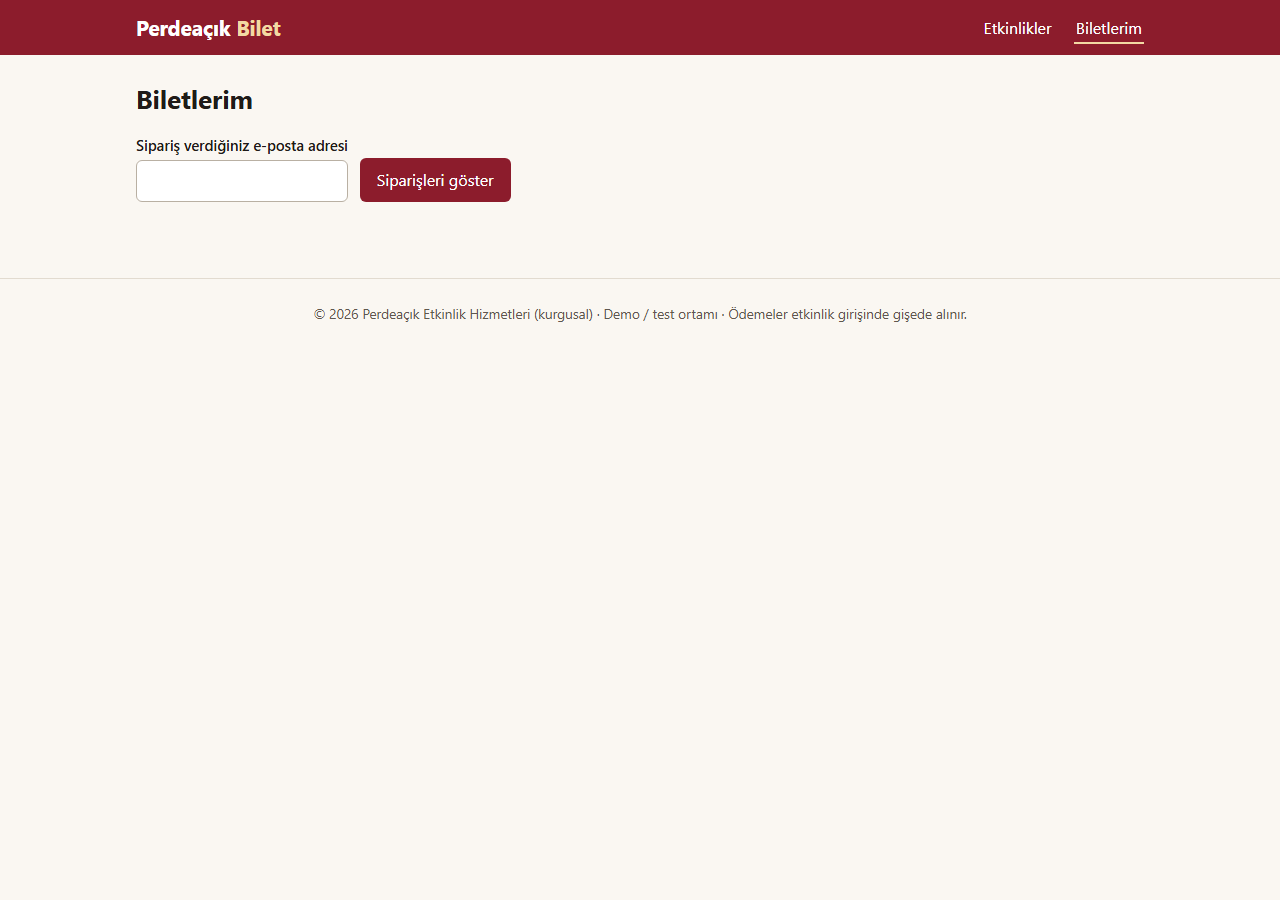 Perdeaçık Bilet
Etkinlikler
Biletlerim
Biletlerim
Sipariş verdiğiniz e-posta adresi
Siparişleri göster
© 2026 Perdeaçık Etkinlik Hizmetleri (kurgusal) · Demo / test ortamı · Ödemeler etkinlik girişinde gişede alınır.